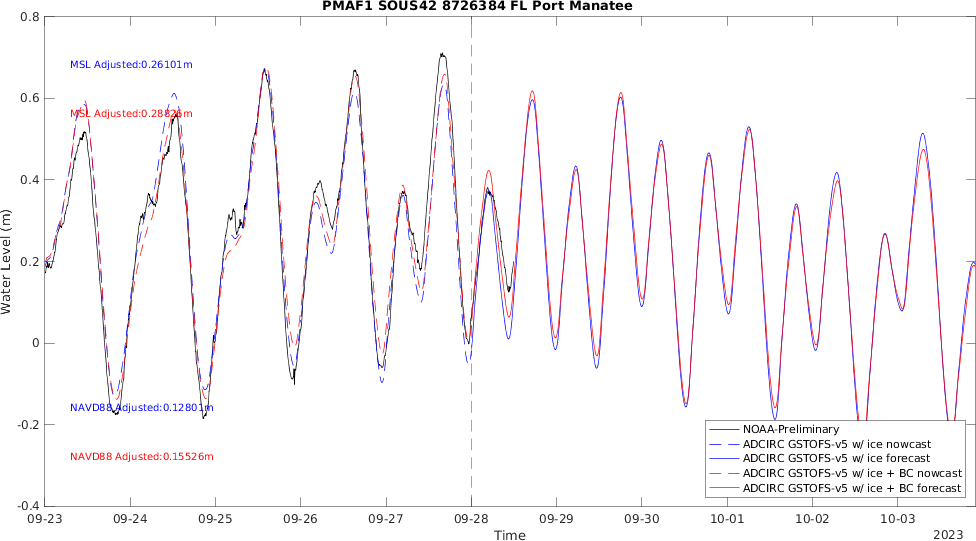 PMAF1 SOUS42 8726384 FL Port Manatee
0.8
0.6
0.4
0.2
0
-0.2
-0.4
Water Level (m)
MSL Adjusted:0.26101m
MSL Adjusted:0.28825m
NAVD88 Adjusted:0.12801m
NAVD88 Adjusted:0.15526m
NOAA-Preliminary
ADCIRC GSTOFS-v5 w/ ice nowcast
ADCIRC GSTOFS-v5 w/ ice forecast
ADCIRC GSTOFS-v5 w/ ice + BC nowcast
ADCIRC GSTOFS-v5 w/ ice + BC forecast
09-23 09-24 09-25 09-26 09-27 09-28 09-29 09-30 10-01 10-02 10-03
Time
2023